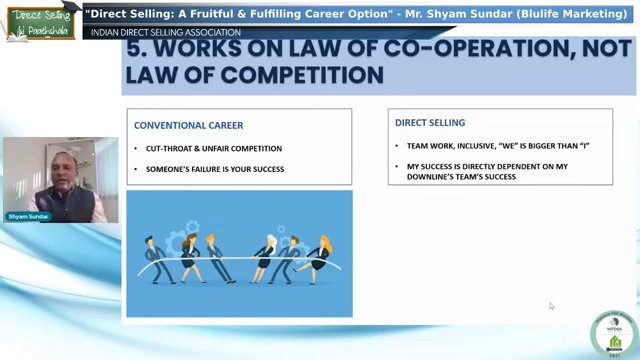 Direct Selling
ki Paathshala
"Direct Selling: A Fruitful & Fulfilling Career Option" - Mr. Shyam Sundar (Blulife Marketing)
INDIAN DIRECT SELLING ASSOCIATION
5. WORKS ON LAW OF CO-OPERATION, NOT
LAW OF COMPETITION
CONVENTIONAL CAREER
• CUT-THROAT & UNFAIR COMPETITION
• SOMEONE'S FAILURE IS YOUR SUCCESS
DIRECT SELLING
• TEAM WORK, INCLUSIVE, "WE" IS BIGGER THAN "I"
• MY SUCCESS IS DIRECTLY DEPENDENT ON MY
DOWNLINE'S TEAM'S SUCCESS
Shyam Sundar
WFDSA